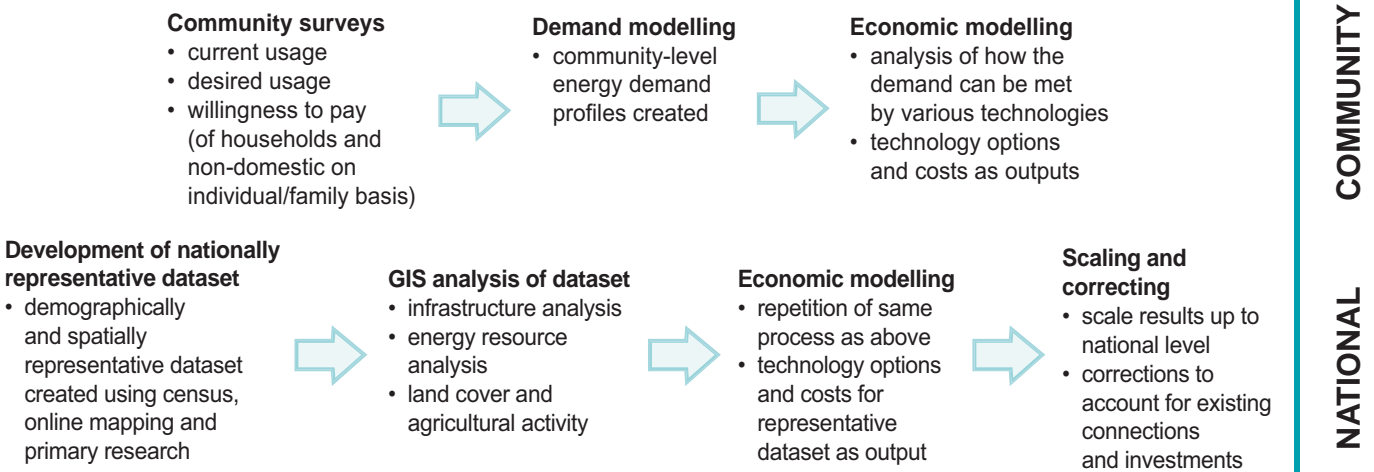 Community surveys
• current usage
• desired usage
• willingness to pay
(of households and
non-domestic on
individual/family basis)
Demand modelling
• community-level
energy demand
profiles created
Economic modelling
• analysis of how the
demand can be met
by various technologies
• technology options
and costs as outputs
COMMUNITY
Development of nationally
representative dataset
• demographically
and spatially
representative dataset
created using census,
online mapping and
primary research
GIS analysis of dataset
• infrastructure analysis
• energy resource
analysis
• land cover and
agricultural activity
Economic modelling
• repetition of same
process as above
• technology options
and costs for
representative
dataset as output
Scaling and
correcting
• scale results up to
national level
• corrections to
account for existing
connections
and investments
NATIONAL